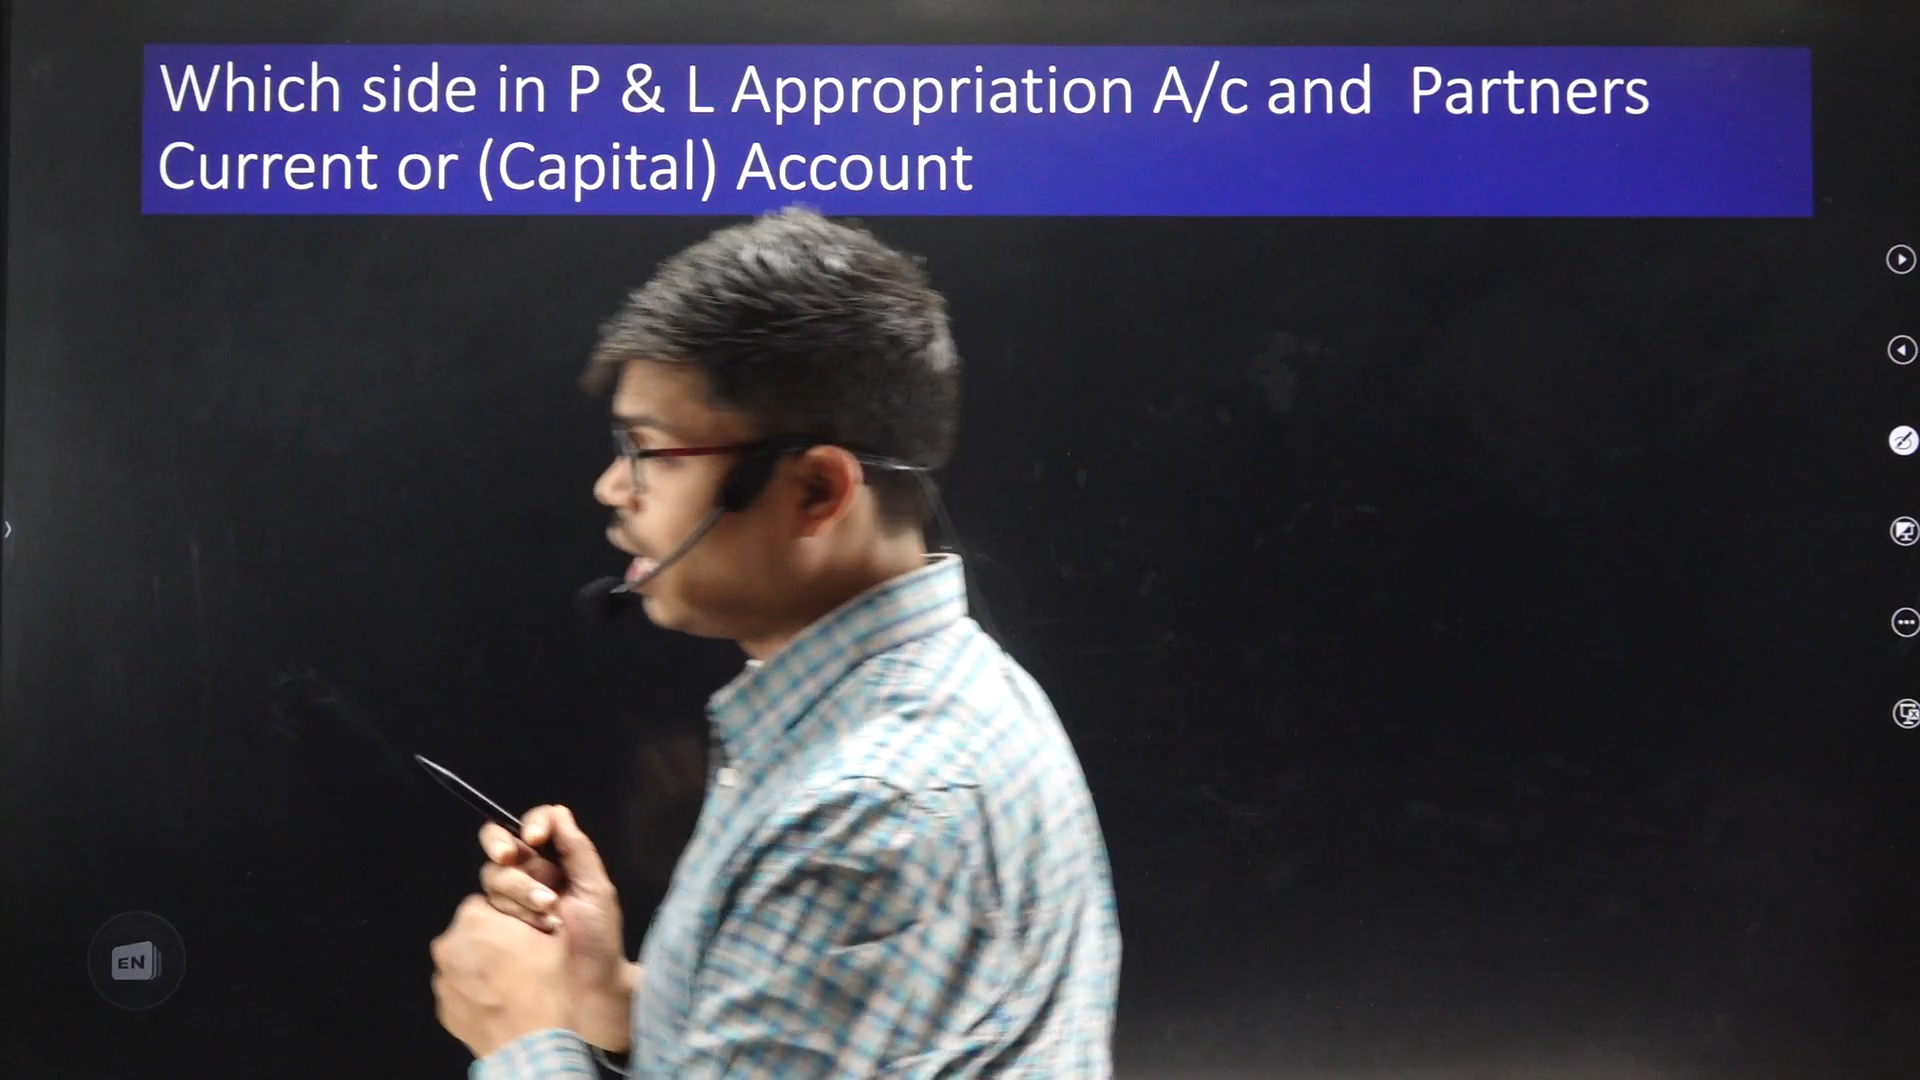 Which side in P & L Appropriation A/c and Partners
Current or (Capital) Account
EN